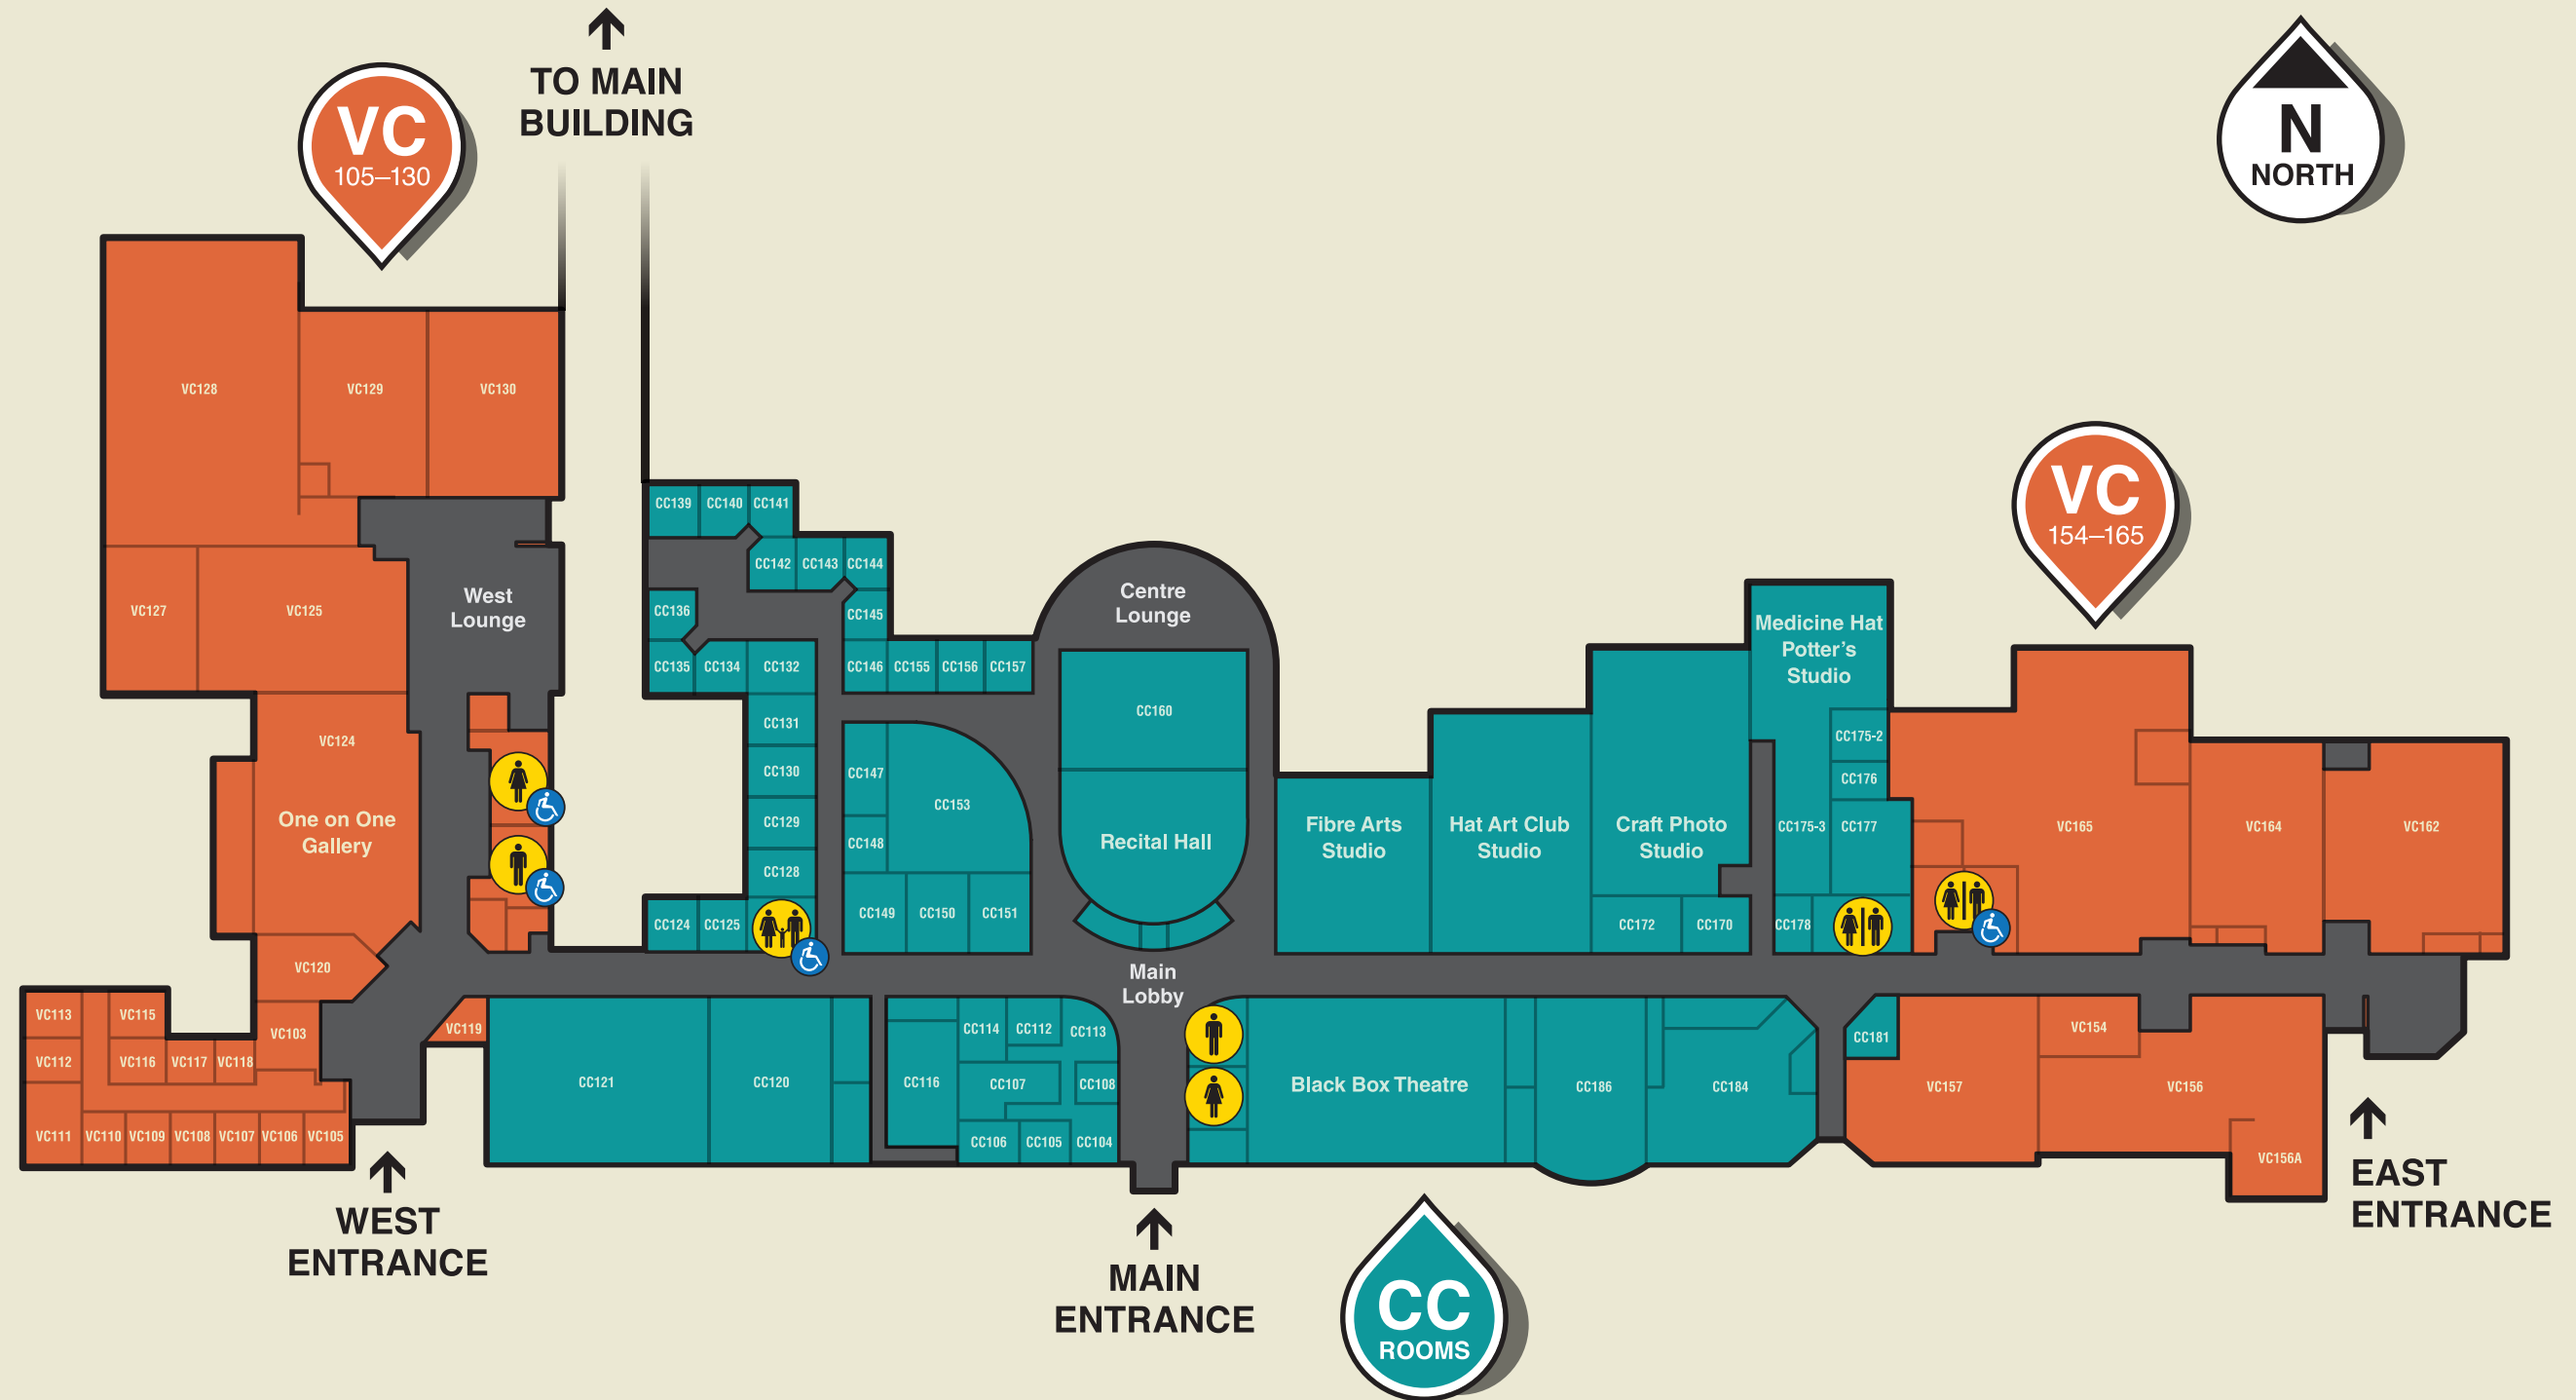 TO MAIN
BUILDING
VC
105–130
N
NORTH
VC128
VC129
VC130
VC
154–165
CC139
CC140
CC141
CC142
CC143
CC144
VC127
VC125
West
Lounge
CC136
CC145
Centre
Lounge
Medicine Hat
Potter's
Studio
CC135
CC134
CC132
CC146
CC155
CC156
CC157
VC124
CC131
CC160
CC175-2
CC130
CC147
CC176
One on One
Gallery
CC129
CC153
CC148
Recital Hall
Fibre Arts
Studio
Hat Art Club
Studio
Craft Photo
Studio
CC175-3
CC177
VC165
VC164
VC162
CC128
CC124
CC125
CC149
CC150
CC151
CC172
CC170
CC178
VC120
Main
Lobby
VC113
VC115
VC103
VC119
CC114
CC112
CC113
VC154
CC181
VC112
VC116
VC117
VC118
CC121
CC120
CC116
CC107
CC108
Black Box Theatre
CC186
CC184
VC157
VC156
VC111
VC110
VC109
VC108
VC107
VC106
VC105
CC106
CC105
CC104
VC156A
WEST
ENTRANCE
MAIN
ENTRANCE
EAST
ENTRANCE
CC
ROOMS